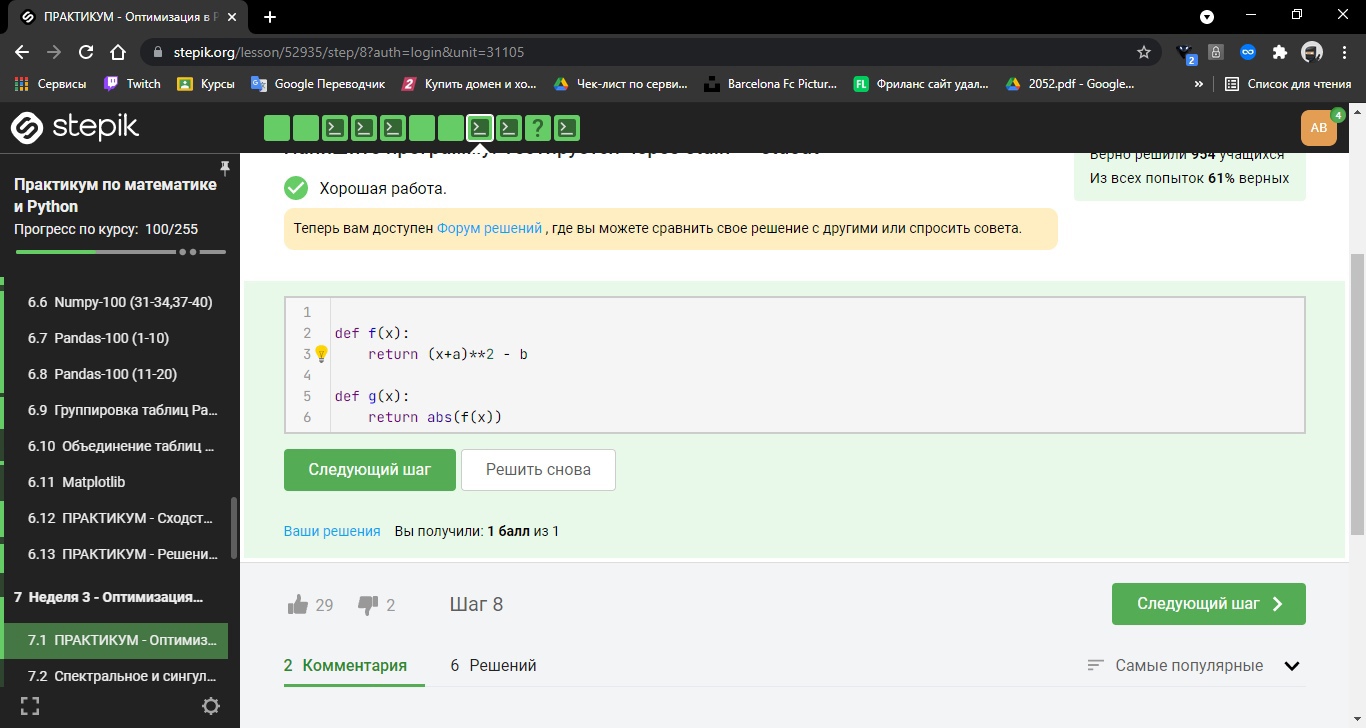 ПРАКТИКУМ - Оптимизация в P
stepik.org/lesson/52935/step/8?auth=login&unit=31105
2
Сервисы
Twitch
Курсы
Google Переводчик
Купить домен и хо...
Чек-лист по серви...
Barcelona Fc Pictur...
FL Фриланс сайт удал...
2052.pdf - Google...
»
Список для чтения
stepik
?
AB
4
Практикум по математике
и Python
Прогресс по курсу: 100/255
6.6 Numpy-100 (31-34,37-40)
6.7 Pandas-100 (1-10)
6.8 Pandas-100 (11-20)
6.9 Группировка таблиц Pa...
6.10 Объединение таблиц ...
6.11 Matplotlib
6.12 ПРАКТИКУМ - Сходст...
6.13 ПРАКТИКУМ - Решени...
7 Неделя 3 - Оптимизация...
7.1 ПРАКТИКУМ - Оптимиз...
7.2 Спектральное и сингул...
Верно решили 954 учащихся
Из всех попыток 61% верных
Хорошая работа.
Теперь вам доступен Форум решений , где вы можете сравнить свое решение с другими или спросить совета.
1
2 def f(x):
3 return (x+a)**2 - b
4
5 def g(x):
6 return abs(f(x))
Следующий шаг
Решить снова
Ваши решения Вы получили: 1 балл из 1
29
2
Шаг 8
Следующий шаг
2 Комментария
6 Решений
Самые популярные